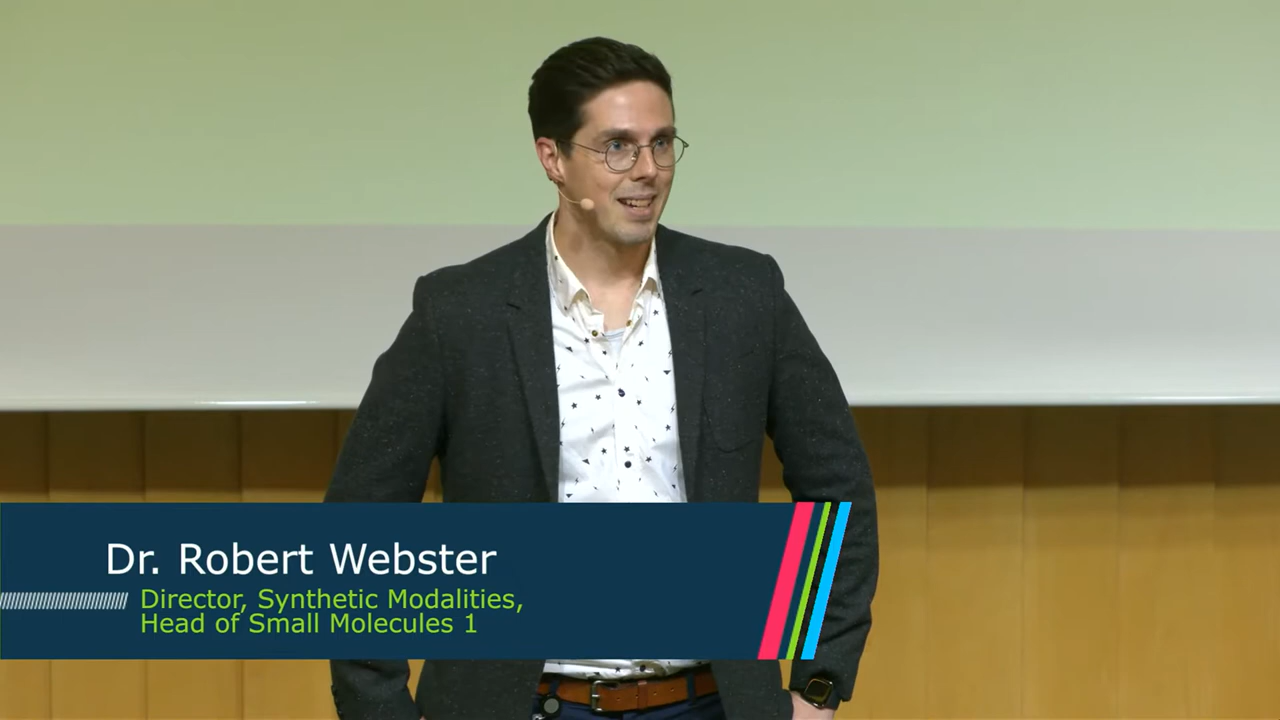 Dr. Robert Webster
Director, Synthetic Modalities,
Head of Small Molecules 1